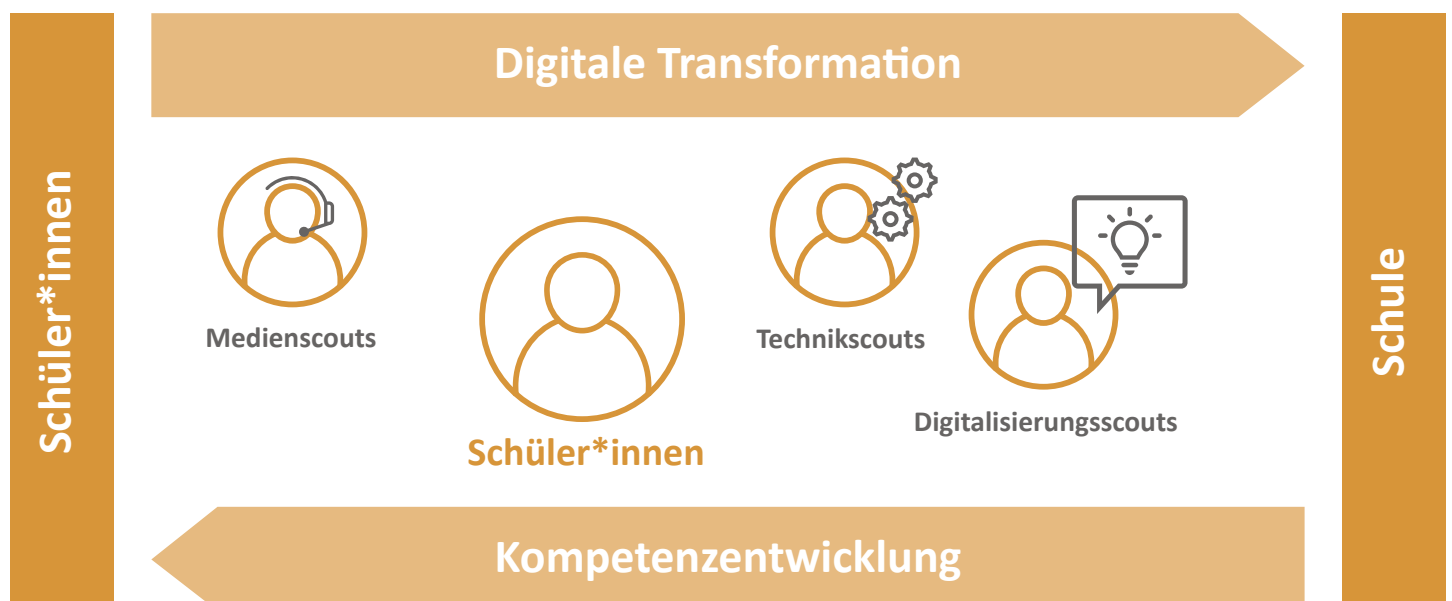 Digitale Transformation
Schüler*innen
Medienscouts
Schüler*innen
Technikscouts
Digitalisierungsscouts
Schule
Kompetenzentwicklung